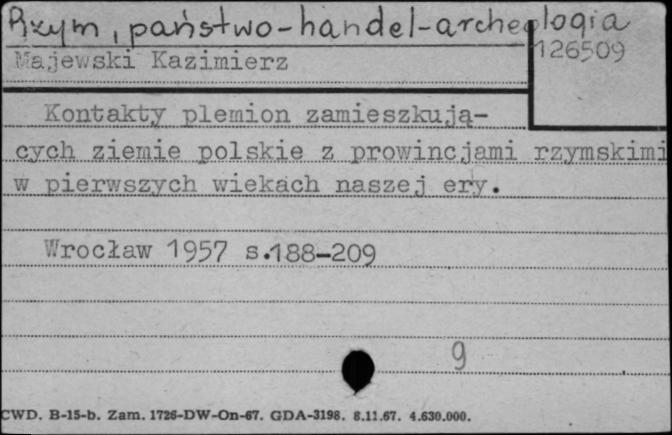 Rzym, państwo-handel-archeologia
126509
Majewski Kazimierz
Kontakty plemion zamieszkują-
cych ziemie polskie z prowincjami rzymskimi
w pierwszych wiekach naszej ery.
Wrocław 1957 s.188-209
9
CWD. B-15-b. Zam. 1726-DW-On-67. GDA-3198. 8.11.67. 4.630.000.